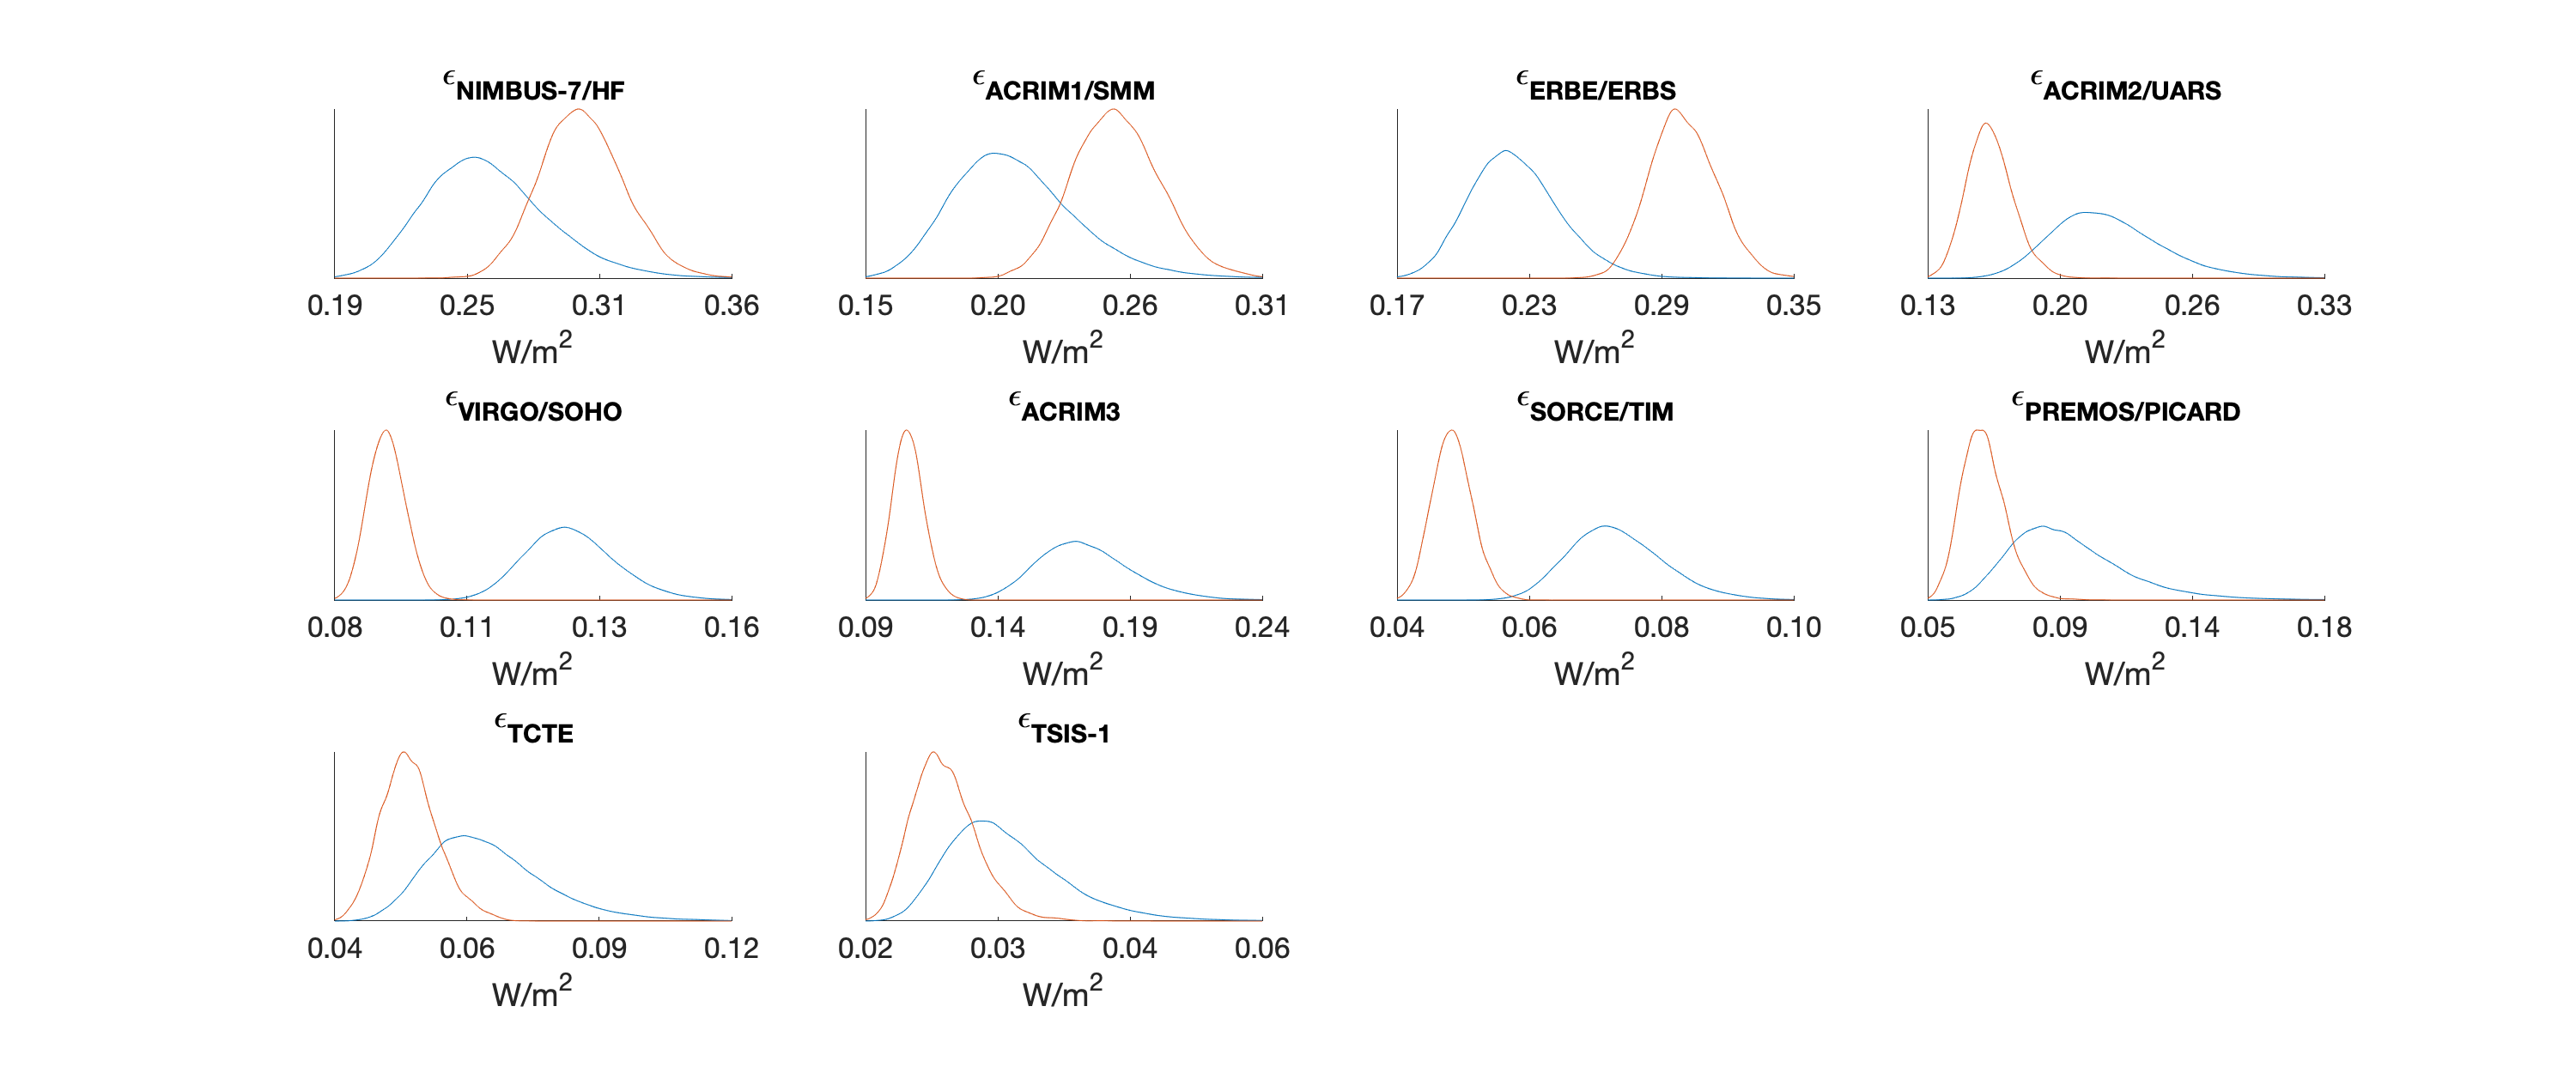 ϵNIMBUS-7/HF
ϵACRIM1/SMM
ϵERBE/ERBS
ϵACRIM2/UARS
0.19 0.25 0.31 0.36
0.15 0.20 0.26 0.31
0.17 0.23 0.29 0.35
0.13 0.20 0.26 0.33
W/m²
W/m²
W/m²
W/m²
ϵVIRGO/SOHO
ϵACRIM3
ϵSORCE/TIM
ϵPREMOS/PICARD
0.08 0.11 0.13 0.16
0.09 0.14 0.19 0.24
0.04 0.06 0.08 0.10
0.05 0.09 0.14 0.18
W/m²
W/m²
W/m²
W/m²
ϵTCTE
ϵTSIS-1
0.04 0.06 0.09 0.12
0.02 0.03 0.04 0.06
W/m²
W/m²